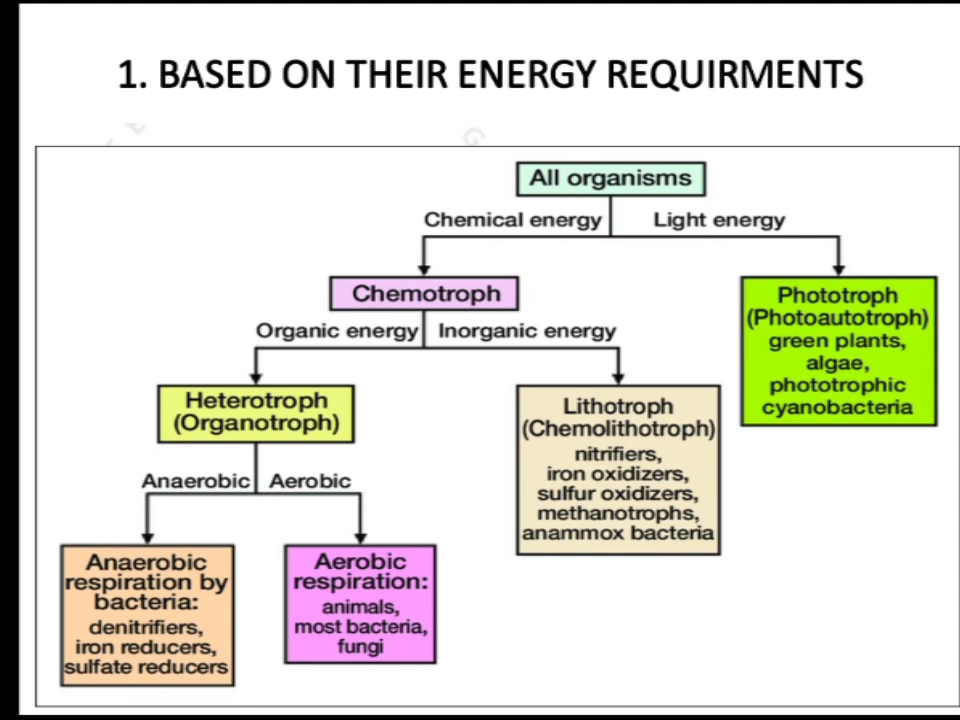 1. BASED ON THEIR ENERGY REQUIRMENTS
All organisms
Chemical energy
Light energy
Chemotroph
Phototroph
(Photoautotroph)
green plants,
algae,
phototrophic
cyanobacteria
Organic energy
Inorganic energy
Heterotroph
(Organotroph)
Lithotroph
(Chemolithotroph)
nitrifiers,
iron oxidizers,
sulfur oxidizers,
methanotrophs,
anammox bacteria
Anaerobic
Aerobic
Anaerobic
respiration by
bacteria:
denitrifiers,
iron reducers,
sulfate reducers
Aerobic
respiration:
animals,
most bacteria,
fungi